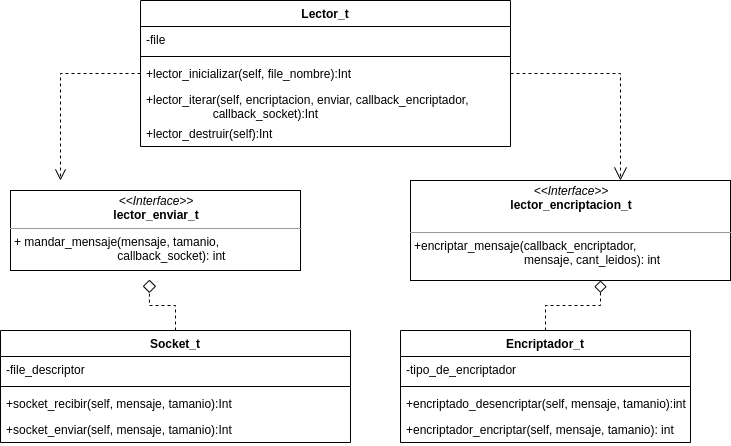 Lector_t
-file
+lector_inicializar(self, file_nombre):Int
+lector_iterar(self, encriptacion, enviar, callback_encriptador,
callback_socket):Int
+lector_destruir(self):Int
<<Interface>>
lector_enviar_t
+ mandar_mensaje(mensaje, tamanio,
callback_socket): int
<<Interface>>
lector_encriptacion_t
+encriptar_mensaje(callback_encriptador,
mensaje, cant_leidos): int
Socket_t
-file_descriptor
+socket_recibir(self, mensaje, tamanio):Int
+socket_enviar(self, mensaje, tamanio):Int
Encriptador_t
-tipo_de_encriptador
+encriptado_desencriptar(self, mensaje, tamanio):int
+encriptador_encriptar(self, mensaje, tamanio): int